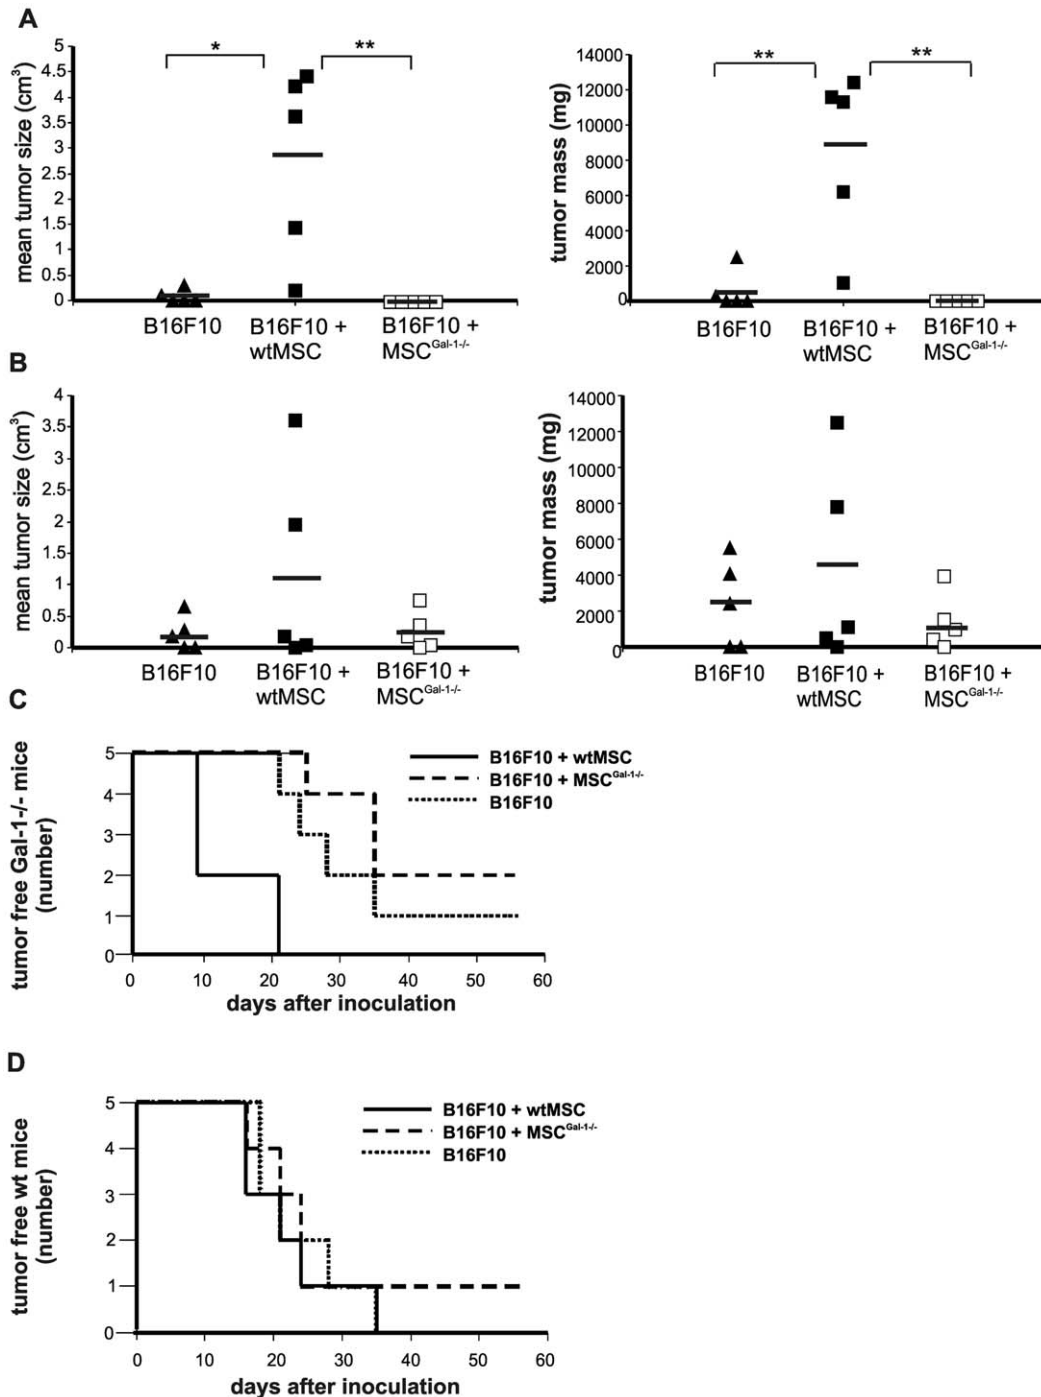 A
mean tumor size (cm³)
5
4.5
4
3.5
3
2.5
2
1.5
1
0.5
0
*
**
B16F10
B16F10 +
wtMSC
B16F10 +
MSC^Gal-1-/-
tumor mass (mg)
14000
12000
10000
8000
6000
4000
2000
0
**
**
B16F10
B16F10 +
wtMSC
B16F10 +
MSC^Gal-1-/-
B
mean tumor size (cm³)
4
3.5
3
2.5
2
1.5
1
0.5
0
B16F10
B16F10 +
wtMSC
B16F10 +
MSC^Gal-1-/-
tumor mass (mg)
14000
12000
10000
8000
6000
4000
2000
0
B16F10
B16F10 +
wtMSC
B16F10 +
MSC^Gal-1-/-
C
tumor free Gal-1-/- mice
(number)
5
4
3
2
1
0
0 10 20 30 40 50 60
days after inoculation
B16F10 + wtMSC
B16F10 + MSC^Gal-1-/-
B16F10
D
tumor free wt mice
(number)
5
4
3
2
1
0
0 10 20 30 40 50 60
days after inoculation
B16F10 + wtMSC
B16F10 + MSC^Gal-1-/-
B16F10